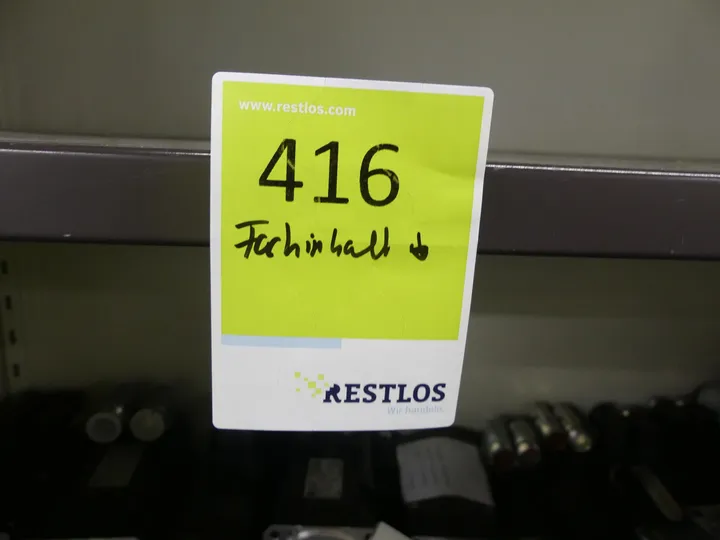 www.restlos.com
416
Fachinhalt ↓
RESTLOS
Wir handeln.